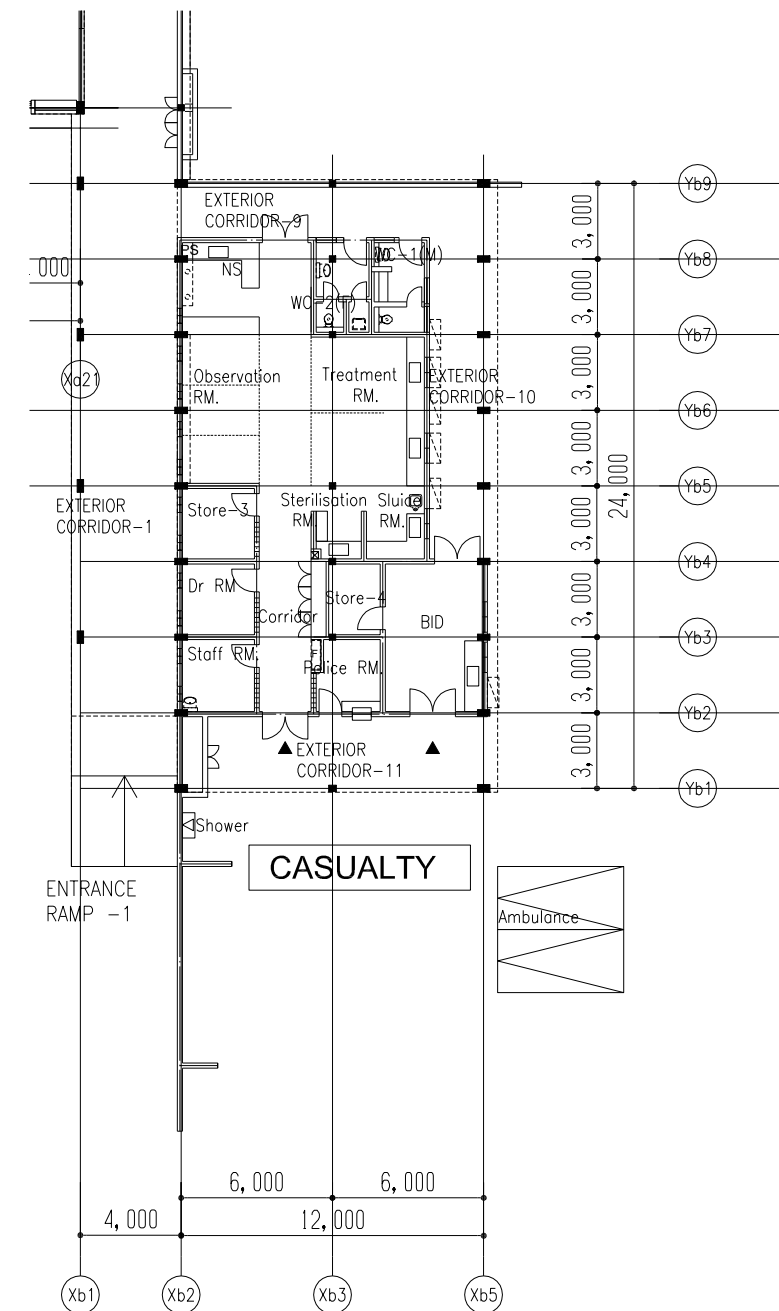 EXTERIOR
CORRIDOR-9
Yb9
3,000
PS
NS
WC-1(M)
Yb8
,000
WC-2(F)
3,000
Yb7
Xa21
Observation
RM.
Treatment
RM.
EXTERIOR
CORRIDOR-10
3,000
Yb6
3,000
24,000
Yb5
EXTERIOR
CORRIDOR-1
Store-3
Sterilisation
RM.
Sluice
RM.
3,000
Yb4
Dr RM
Corridor
Store-4
BID
3,000
Yb3
Staff RM.
Police RM.
3,000
Yb2
EXTERIOR
CORRIDOR-11
3,000
Yb1
Shower
CASUALTY
ENTRANCE
RAMP -1
Ambulance
6,000
6,000
4,000
12,000
Xb1
Xb2
Xb3
Xb5